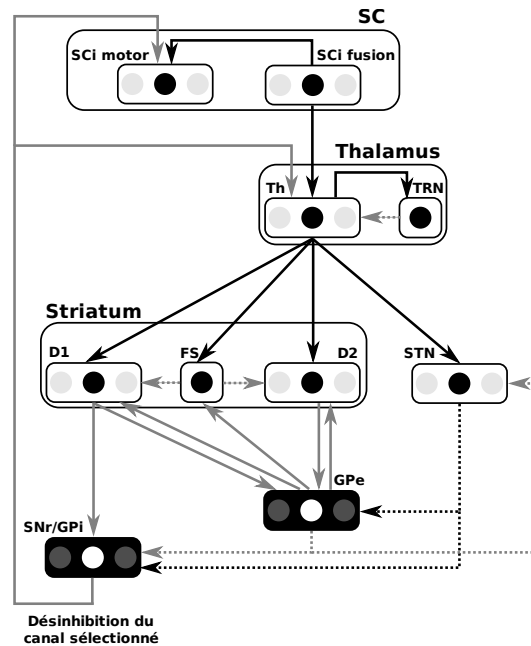 SC
SCi motor
SCi fusion
Thalamus
Th
TRN
Striatum
D1
FS
D2
STN
GPe
SNr/GPi
Désinhibition du
canal sélectionné